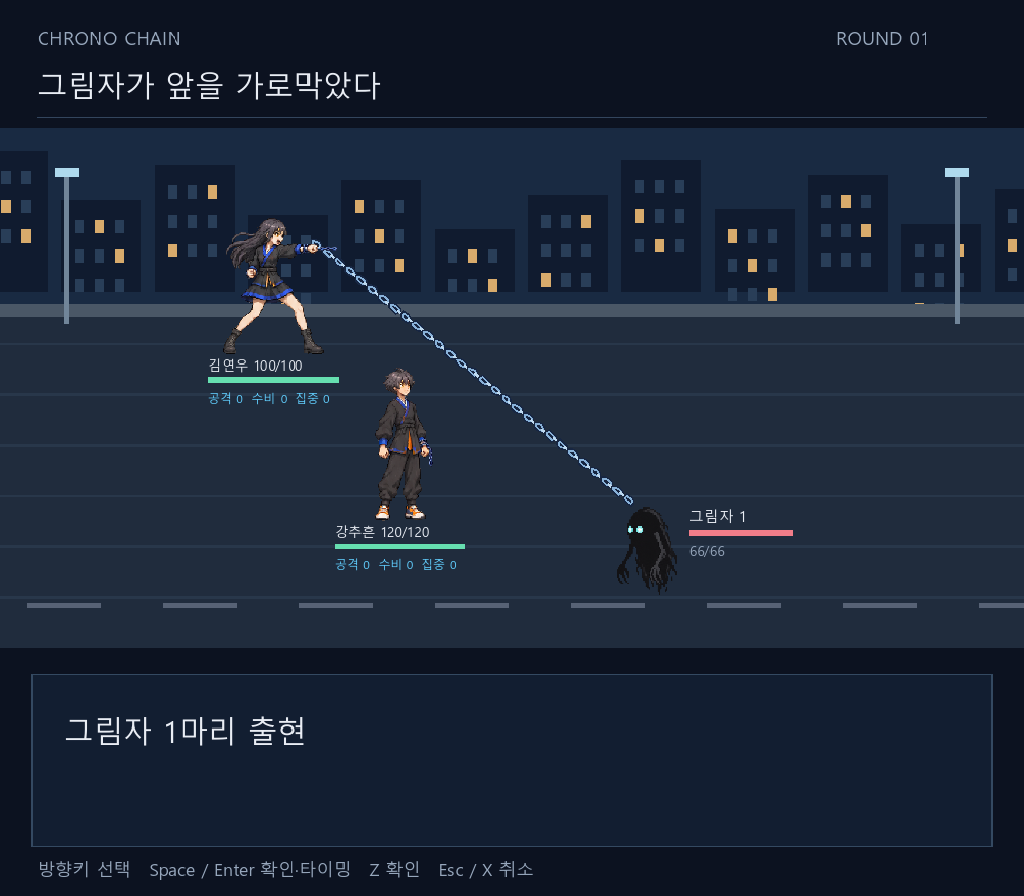 CHRONO CHAIN
ROUND 01
그림자가 앞을 가로막았다
김연우 100/100
공격 0 수비 0 집중 0
강추흔 120/120
공격 0 수비 0 집중 0
그림자 1
66/66
그림자 1마리 출현
방향키 선택 Space / Enter 확인·타이밍 Z 확인 Esc / X 취소